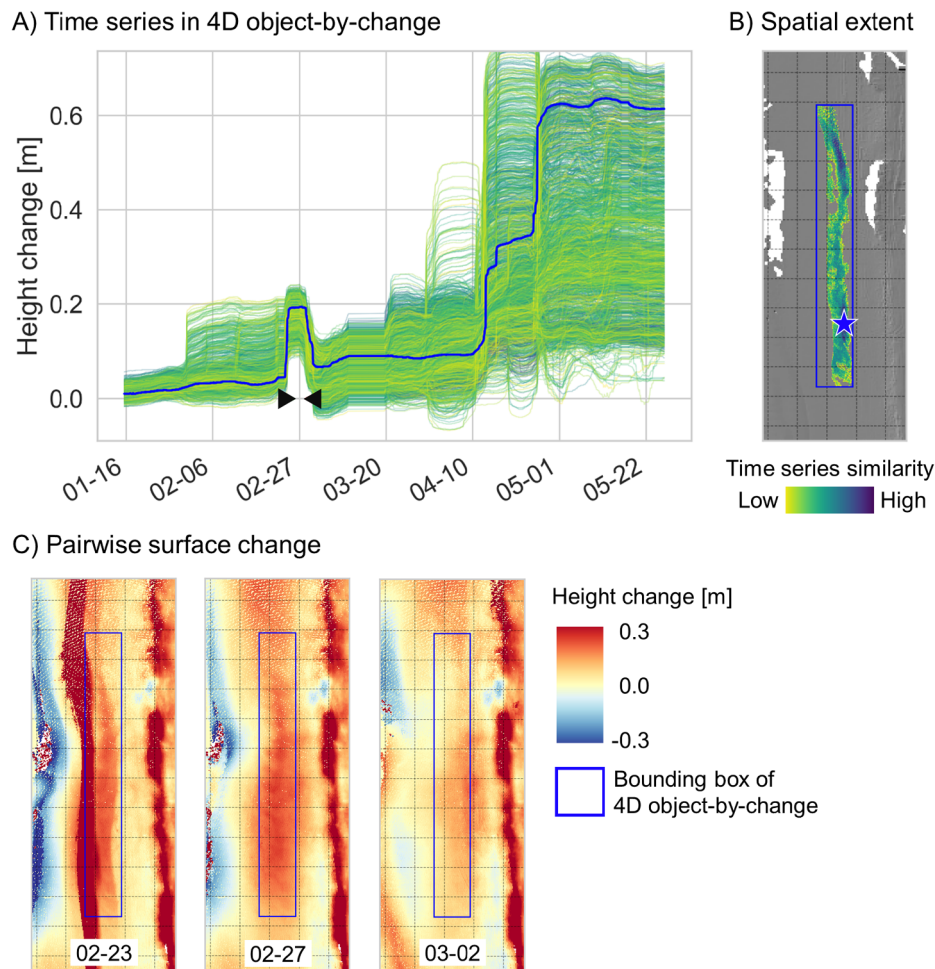 A) Time series in 4D object-by-change
B) Spatial extent
Height change [m]
0.6
0.4
0.2
0.0
01-16
02-06
02-27
03-20
04-10
05-01
05-22
Time series similarity
Low
High
C) Pairwise surface change
02-23
02-27
03-02
Height change [m]
0.3
0.0
-0.3
Bounding box of
4D object-by-change